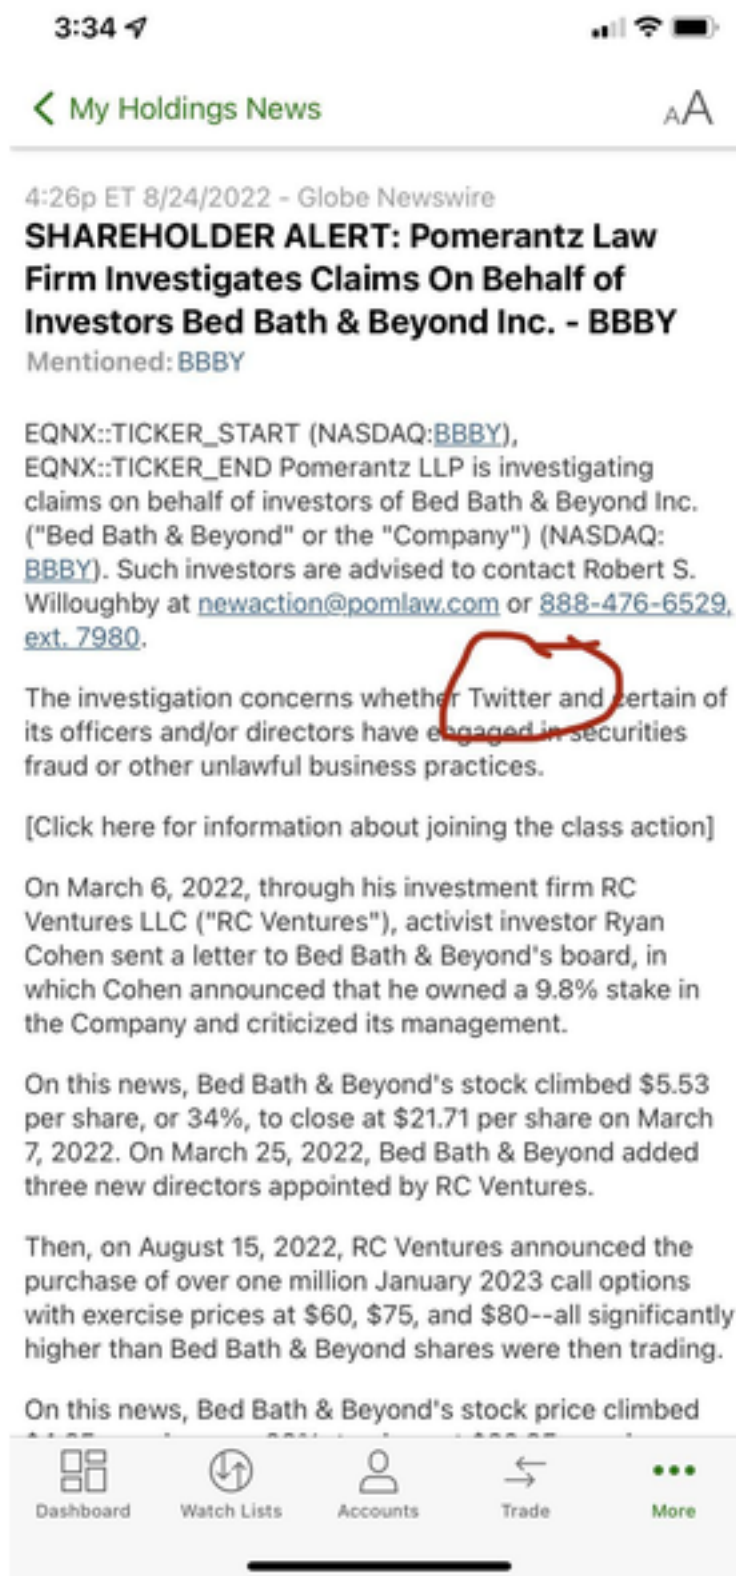 3:34
My Holdings News
AA
4:26p ET 8/24/2022 - Globe Newswire
SHAREHOLDER ALERT: Pomerantz Law
Firm Investigates Claims On Behalf of
Investors Bed Bath & Beyond Inc. - BBBY
Mentioned: BBBY
EQNX::TICKER_START (NASDAQ:BBBY),
EQNX::TICKER_END Pomerantz LLP is investigating
claims on behalf of investors of Bed Bath & Beyond Inc.
("Bed Bath & Beyond" or the "Company") (NASDAQ:
BBBY). Such investors are advised to contact Robert S.
Willoughby at newaction@pomlaw.com or 888-476-6529,
ext. 7980.
The investigation concerns whether Twitter and certain of
its officers and/or directors have engaged in securities
fraud or other unlawful business practices.
[Click here for information about joining the class action]
On March 6, 2022, through his investment firm RC
Ventures LLC ("RC Ventures"), activist investor Ryan
Cohen sent a letter to Bed Bath & Beyond's board, in
which Cohen announced that he owned a 9.8% stake in
the Company and criticized its management.
On this news, Bed Bath & Beyond's stock climbed $5.53
per share, or 34%, to close at $21.71 per share on March
7, 2022. On March 25, 2022, Bed Bath & Beyond added
three new directors appointed by RC Ventures.
Then, on August 15, 2022, RC Ventures announced the
purchase of over one million January 2023 call options
with exercise prices at $60, $75, and $80--all significantly
higher than Bed Bath & Beyond shares were then trading.
On this news, Bed Bath & Beyond's stock price climbed
Dashboard
Watch Lists
Accounts
Trade
More